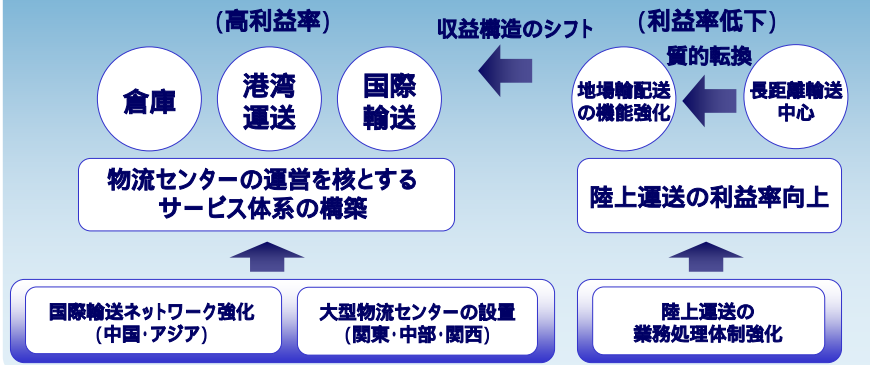 (高利益率)
収益構造のシフト
(利益率低下)
質的転換
倉庫
港湾
運送
国際
輸送
地場輸配送
の機能強化
長距離輸送
中心
物流センターの運営を核とする
サービス体系の構築
陸上運送の利益率向上
国際輸送ネットワーク強化
(中国・アジア)
大型物流センターの設置
(関東・中部・関西)
陸上運送の
業務処理体制強化